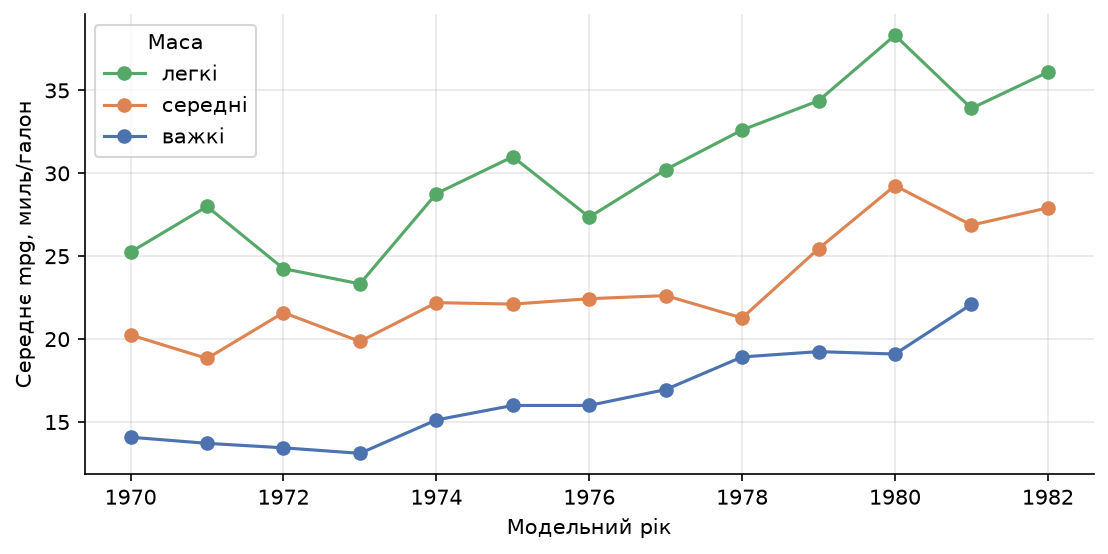 Маса
легкі
середні
важкі
Середнє mpg, миль/галон
35
30
25
20
15
1970
1972
1974
1976
1978
1980
1982
Модельний рік